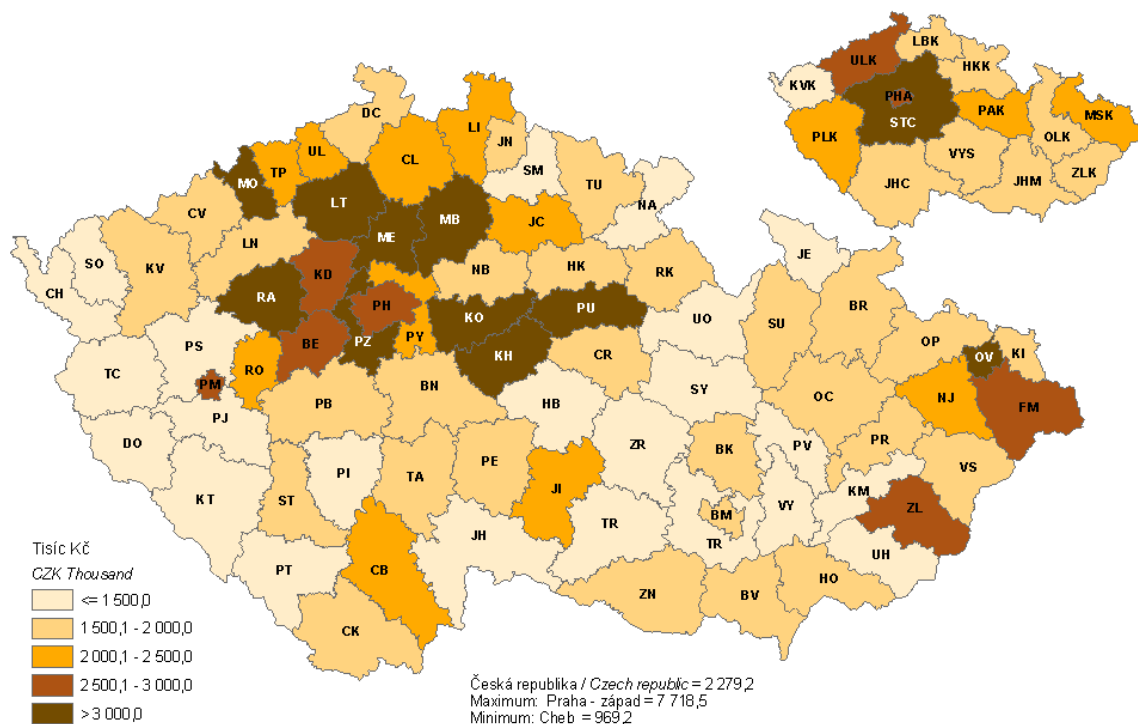 LBK
ULK
HKK
KVK
PHA
PAK
MSK
STC
OLK
PLK
VYS
ZLK
JHC
JHM
DC
LI
JN
UL
CL
TP
SM
MO
TU
LT
NA
CV
MB
JC
ME
LN
SO
JE
KV
KD
NB
HK
RK
CH
RA
BR
PH
KO
PU
UO
SU
PY
OP
OV
KI
PS
BE
PZ
KH
CR
TC
RO
PM
BN
OC
NJ
FM
PB
HB
SY
PJ
DO
ZR
PV
PR
BK
PE
VS
PI
TA
KT
ST
JI
KM
ZL
BM
VY
JH
TR
TR
UH
PT
CB
HO
ZN
BV
CK
Tisíc Kč
CZK Thousand
<= 1 500,0
1 500,1 - 2 000,0
2 000,1 - 2 500,0
2 500,1 - 3 000,0
> 3 000,0
Česká republika / Czech republic = 2 279,2
Maximum: Praha - západ = 7 718,5
Minimum: Cheb = 969,2